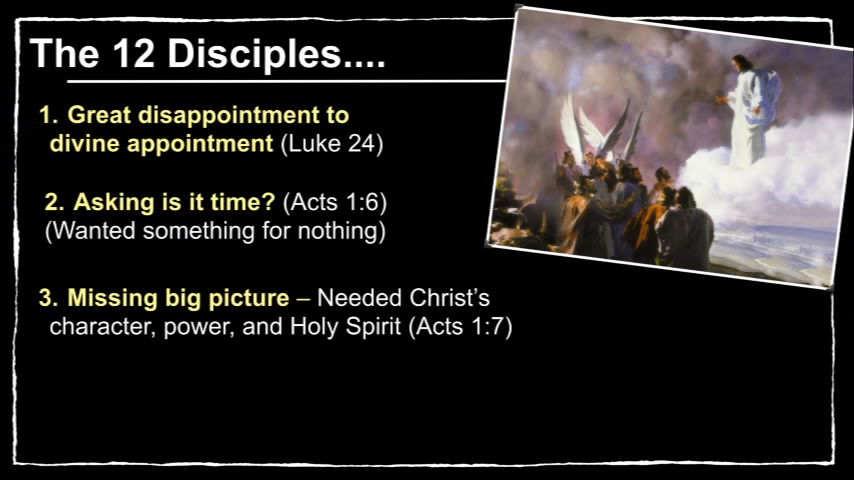 The 12 Disciples....
1. Great disappointment to
divine appointment (Luke 24)
2. Asking is it time? (Acts 1:6)
(Wanted something for nothing)
3. Missing big picture – Needed Christ's
character, power, and Holy Spirit (Acts 1:7)